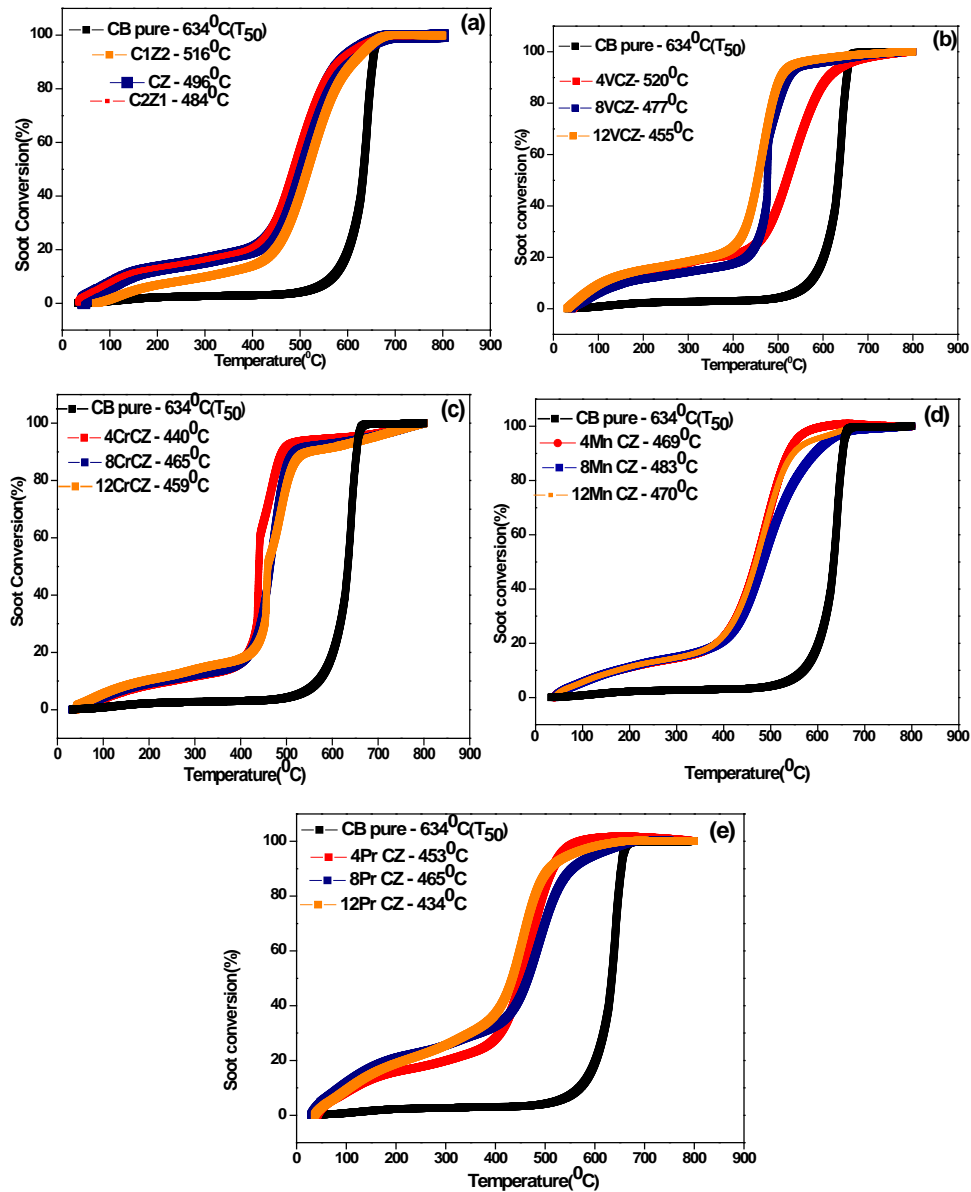 (a)
CB pure - 634⁰C(T₅₀)
C1Z2 - 516⁰C
CZ - 496⁰C
C2Z1 - 484⁰C
Soot Conversion(%)
100
80
60
40
20
0
0 100 200 300 400 500 600 700 800 900
Temperature(⁰C)
(b)
CB pure - 634⁰C(T₅₀)
4VCZ- 520⁰C
8VCZ- 477⁰C
12VCZ- 455⁰C
Soot conversion(%)
100
80
60
40
20
0
0 100 200 300 400 500 600 700 800 900
Temperature(⁰C)
(c)
CB pure - 634⁰C(T₅₀)
4CrCZ - 440⁰C
8CrCZ - 465⁰C
12CrCZ - 459⁰C
Soot Conversion(%)
100
80
60
40
20
0
0 100 200 300 400 500 600 700 800 900
Temperature(⁰C)
(d)
CB pure - 634⁰C(T₅₀)
4Mn CZ - 469⁰C
8Mn CZ - 483⁰C
12Mn CZ - 470⁰C
Soot conversion(%)
100
80
60
40
20
0
0 100 200 300 400 500 600 700 800 900
Temperature(⁰C)
(e)
CB pure - 634⁰C(T₅₀)
4Pr CZ - 453⁰C
8Pr CZ - 465⁰C
12Pr CZ - 434⁰C
Soot conversion(%)
100
80
60
40
20
0
0 100 200 300 400 500 600 700 800 900
Temperature(⁰C)